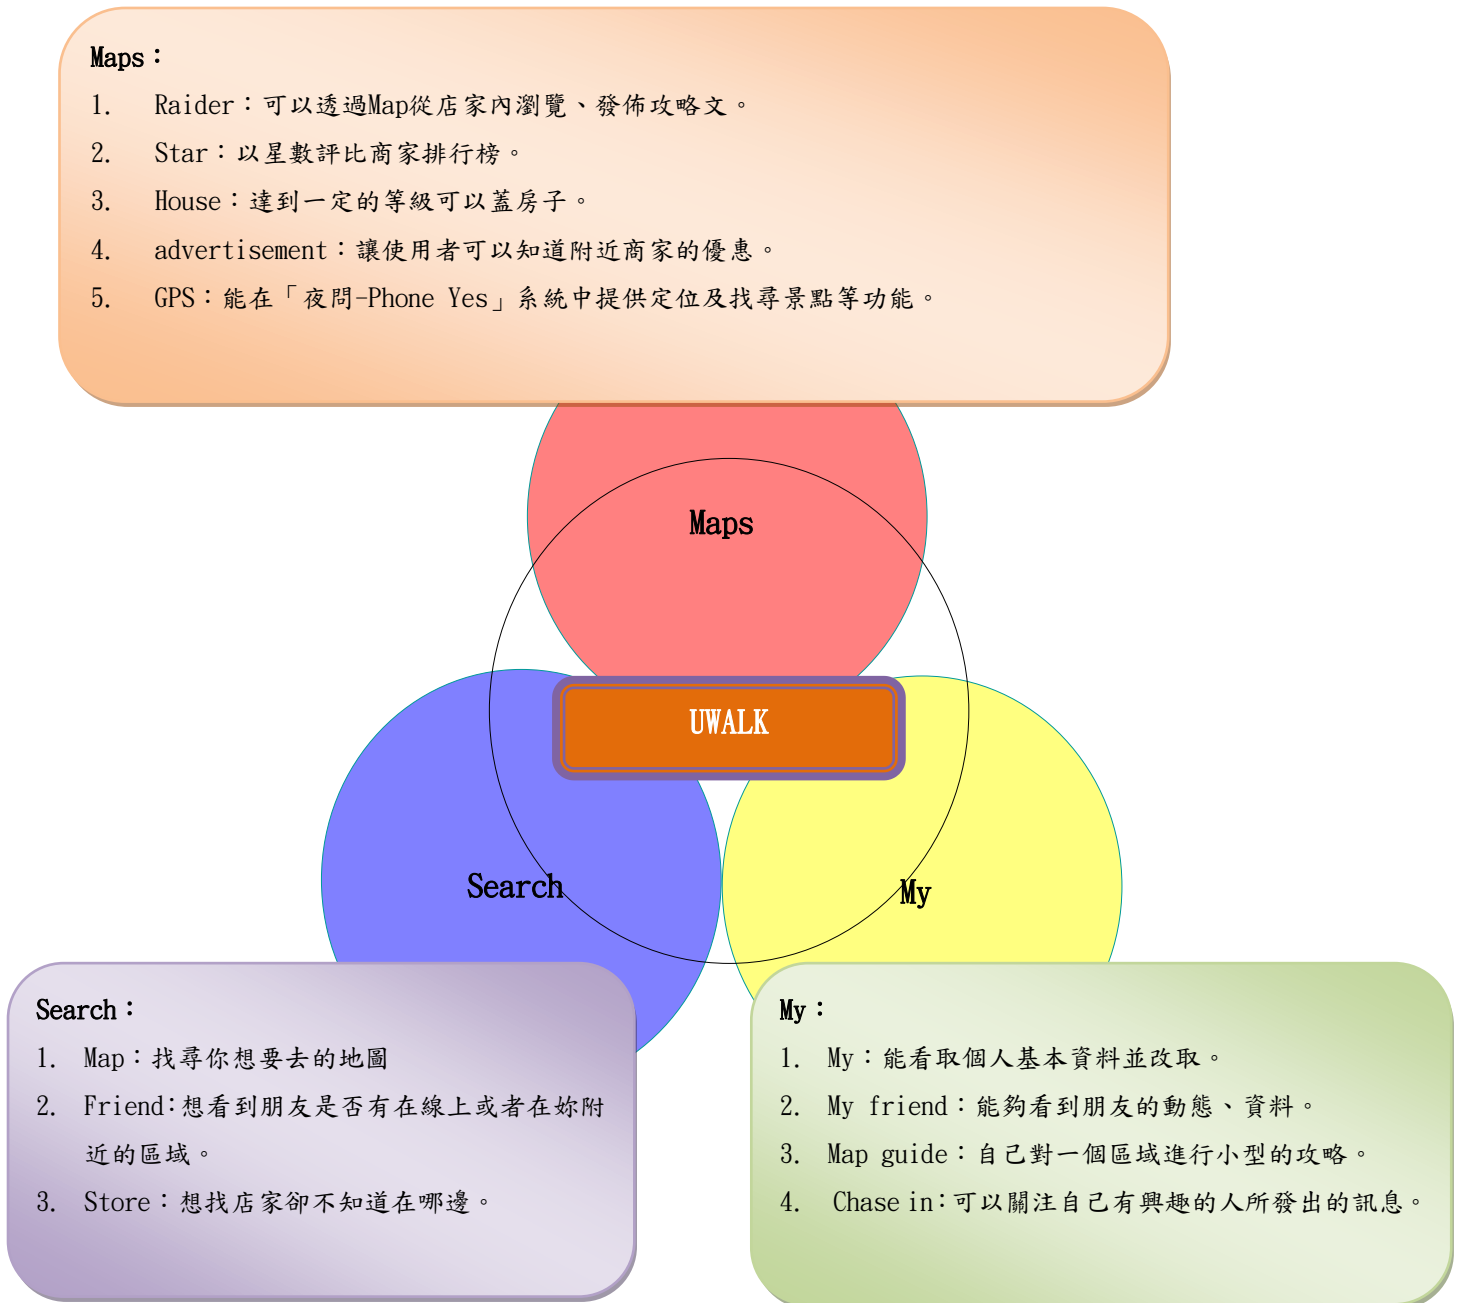 Maps：
1. Raider：可以透過Map從店家內瀏覽、發佈攻略文。
2. Star：以星數評比商家排行榜。
3. House：達到一定的等級可以蓋房子。
4. advertisement：讓使用者可以知道附近商家的優惠。
5. GPS：能在「夜問-Phone Yes」系統中提供定位及找尋景點等功能。
Maps
UWALK
Search
My
Search：
1. Map：找尋你想要去的地圖
2. Friend：想看到朋友是否有在線上或者在妳附
近的區域。
3. Store：想找店家卻不知道在哪邊。
My：
1. My：能看取個人基本資料並改取。
2. My friend：能夠看到朋友的動態、資料。
3. Map guide：自己對一個區域進行小型的攻略。
4. Chase in：可以關注自己有興趣的人所發出的訊息。